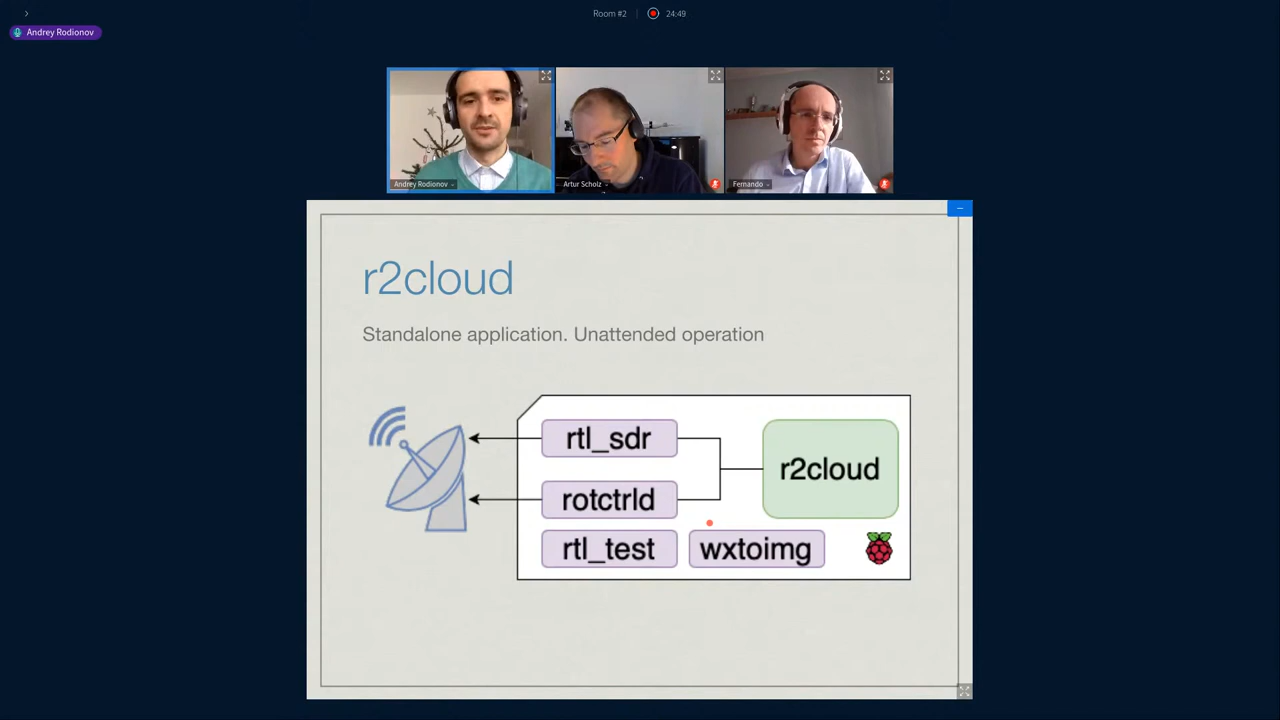 Room #2
24:49
Andrey Rodionov
Andrey Rodionov
Artur Scholz
Fernando
r2cloud
Standalone application. Unattended operation
rtl_sdr
r2cloud
rotctrld
rtl_test
wxtoimg